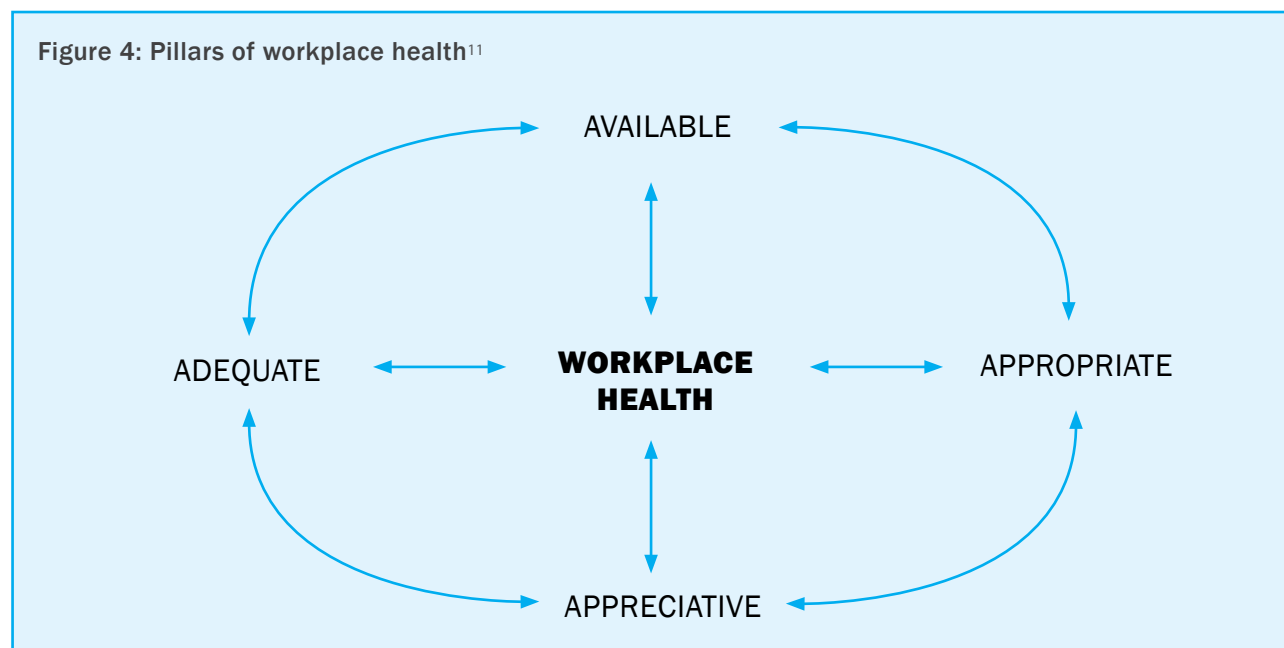 Figure 4: Pillars of workplace health¹¹
AVAILABLE
ADEQUATE
WORKPLACE
HEALTH
APPROPRIATE
APPRECIATIVE